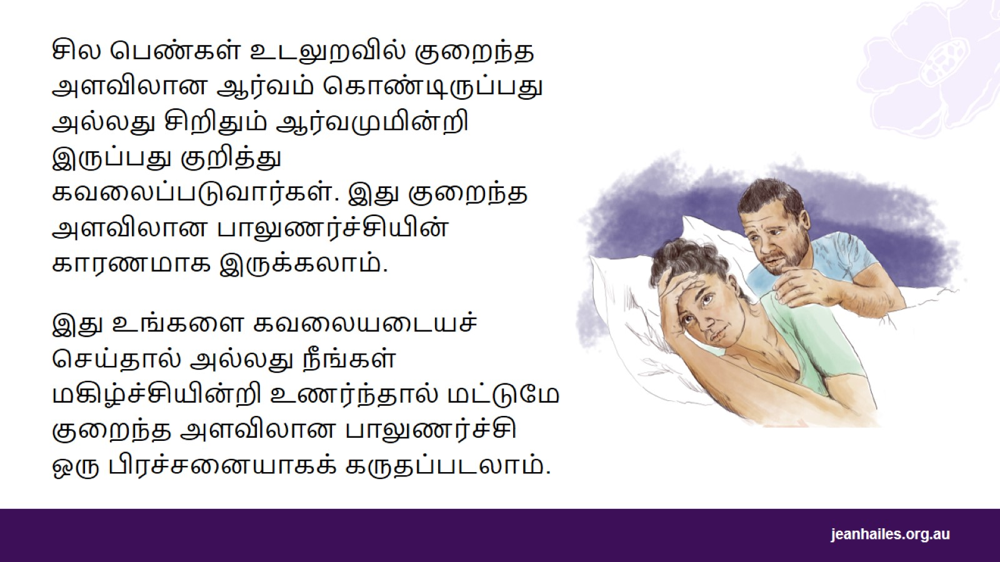 சில பெண்கள் உடலுறவில் குறைந்த
அளவிலான ஆர்வம் கொண்டிருப்பது
அல்லது சிறிதும் ஆர்வமுமின்றி
இருப்பது குறித்து
கவலைப்படுவார்கள். இது குறைந்த
அளவிலான பாலுணர்ச்சியின்
காரணமாக இருக்கலாம்.
இது உங்களை கவலையடையச்
செய்தால் அல்லது நீங்கள்
மகிழ்ச்சியின்றி உணர்ந்தால் மட்டுமே
குறைந்த அளவிலான பாலுணர்ச்சி
ஒரு பிரச்சனையாகக் கருதப்படலாம்.
jeanhailes.org.au